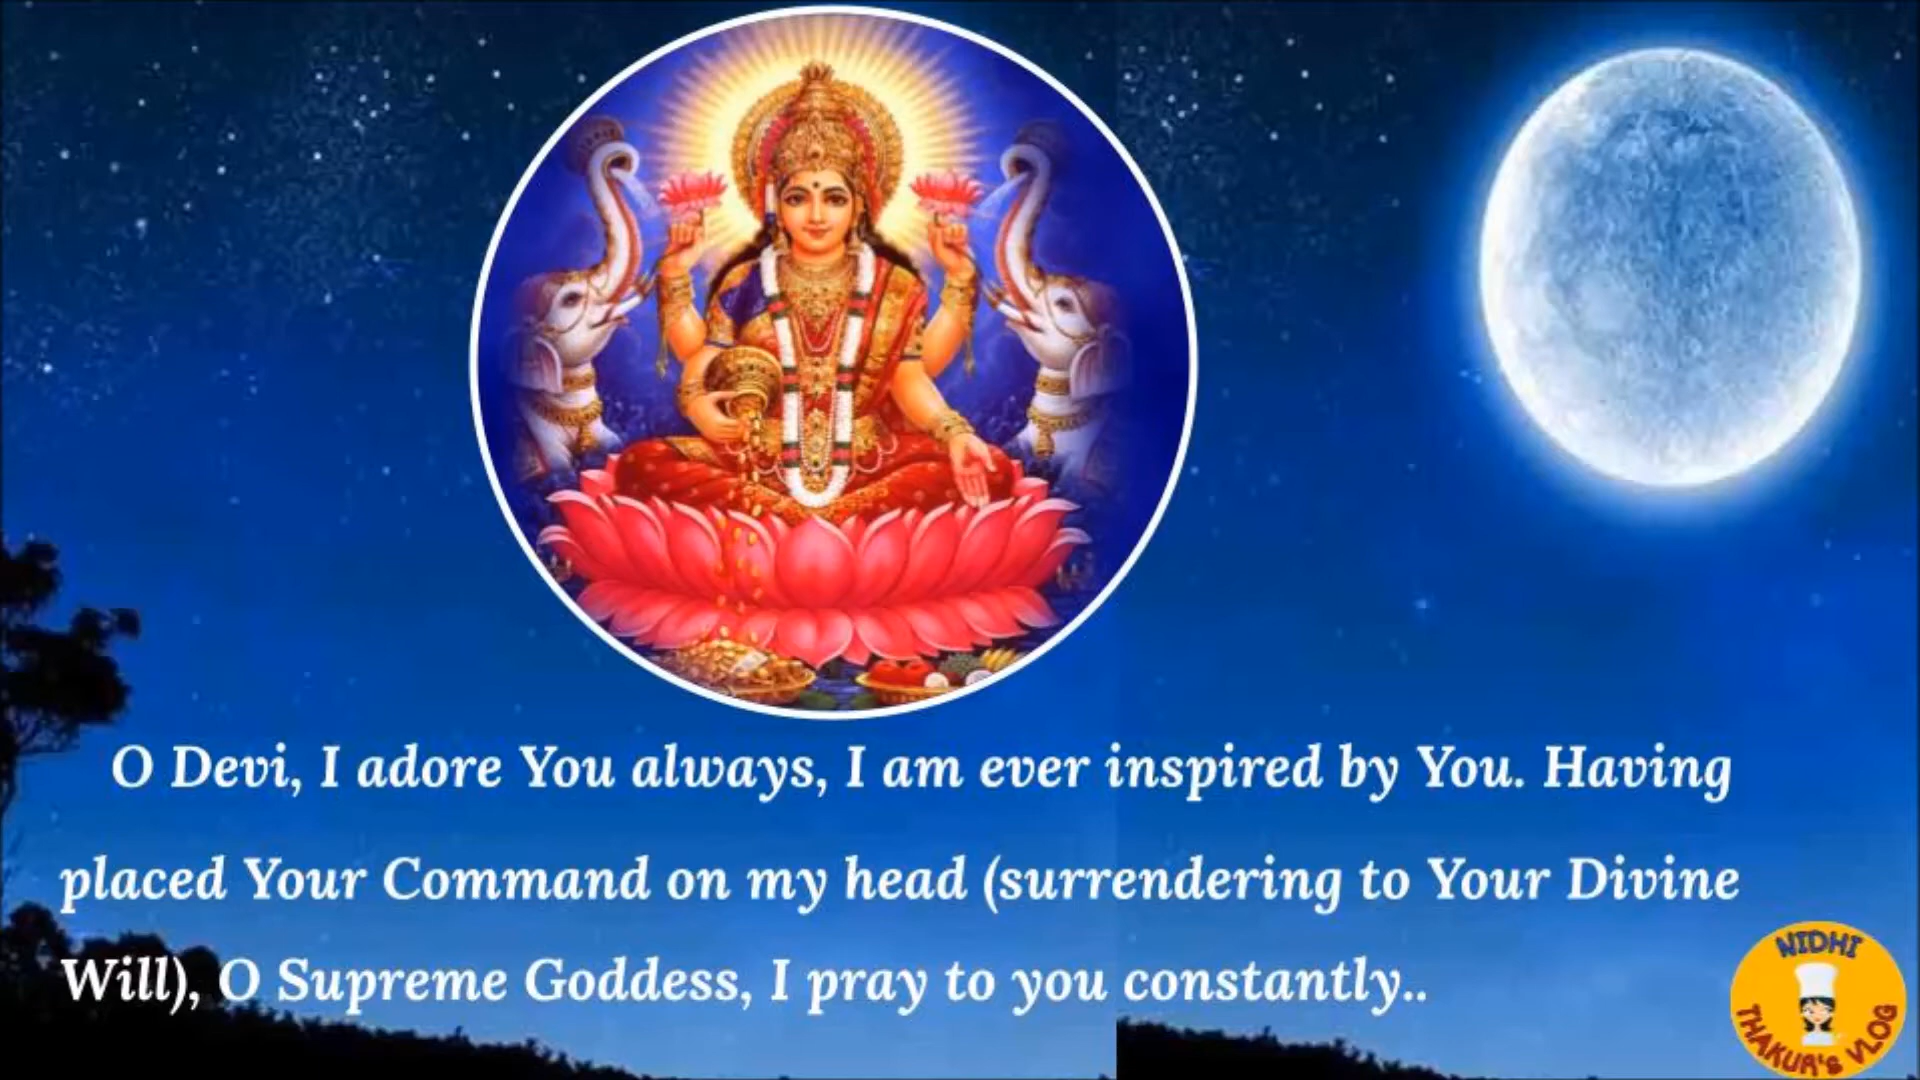 O Devi, I adore You always, I am ever inspired by You. Having
placed Your Command on my head (surrendering to Your Divine
Will), O Supreme Goddess, I pray to you constantly..
NIDHI
THAKUR'S VLOG